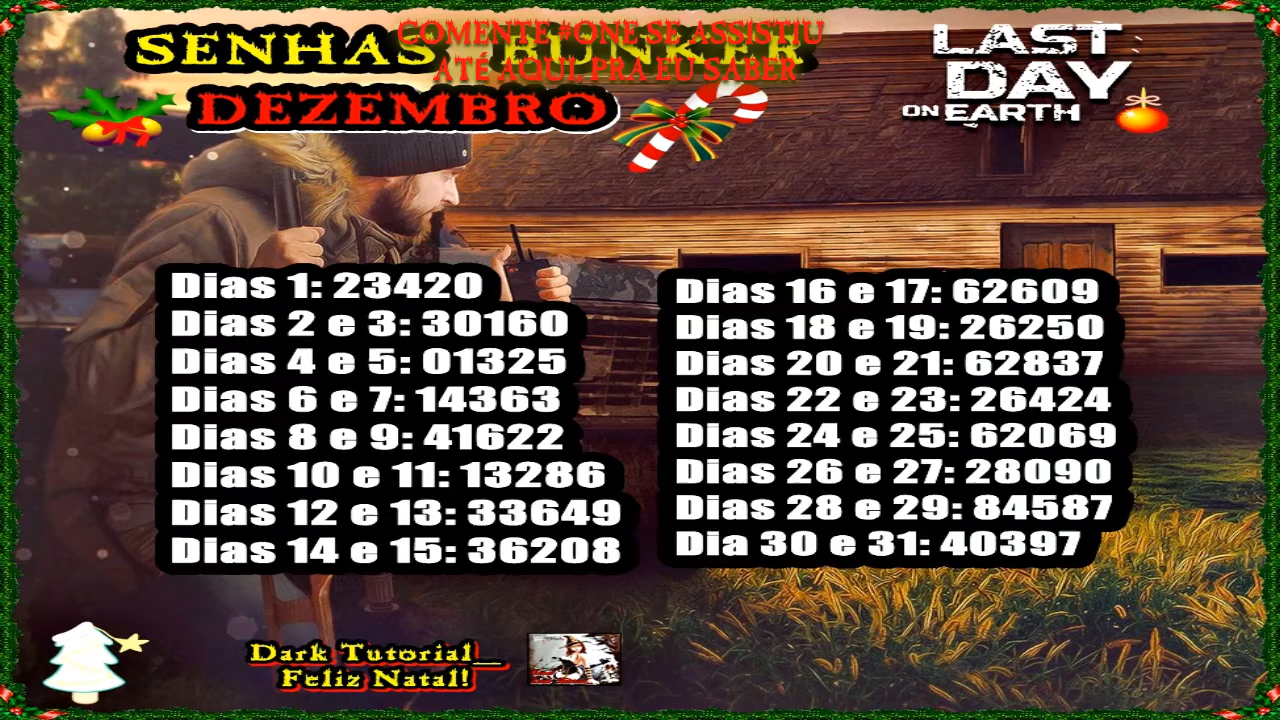 SENHAS BUNKER
COMENTE #ONE SE ASSISTIU
ATÉ AQUI, PRA EU SABER
DEZEMBRO
LAST
DAY
ON EARTH
Dias 1: 23420
Dias 2 e 3: 30160
Dias 4 e 5: 01325
Dias 6 e 7: 14363
Dias 8 e 9: 41622
Dias 10 e 11: 13286
Dias 12 e 13: 33649
Dias 14 e 15: 36208
Dias 16 e 17: 62609
Dias 18 e 19: 26250
Dias 20 e 21: 62837
Dias 22 e 23: 26424
Dias 24 e 25: 62069
Dias 26 e 27: 28090
Dias 28 e 29: 84587
Dia 30 e 31: 40397
Dark Tutorial__
Feliz Natal!